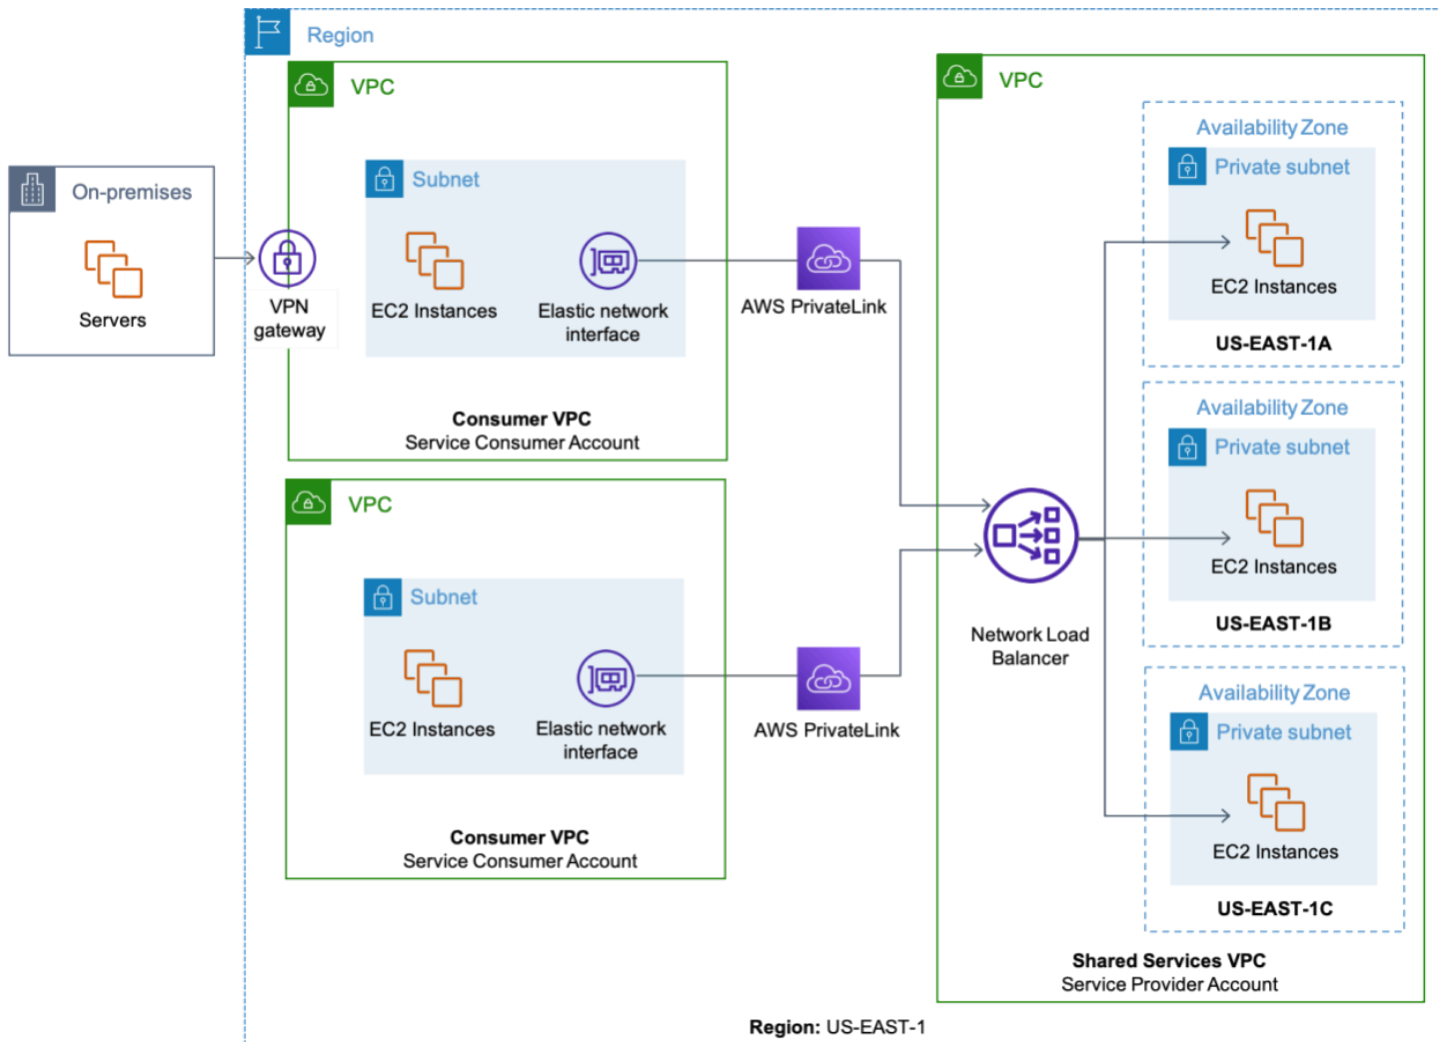 Region
VPC
On-premises
Servers
VPN
gateway
Subnet
EC2 Instances
Elastic network
interface
Consumer VPC
Service Consumer Account
AWS PrivateLink
VPC
Subnet
EC2 Instances
Elastic network
interface
Consumer VPC
Service Consumer Account
AWS PrivateLink
VPC
Network Load
Balancer
Availability Zone
Private subnet
EC2 Instances
US-EAST-1A
Availability Zone
Private subnet
EC2 Instances
US-EAST-1B
Availability Zone
Private subnet
EC2 Instances
US-EAST-1C
Shared Services VPC
Service Provider Account
Region: US-EAST-1